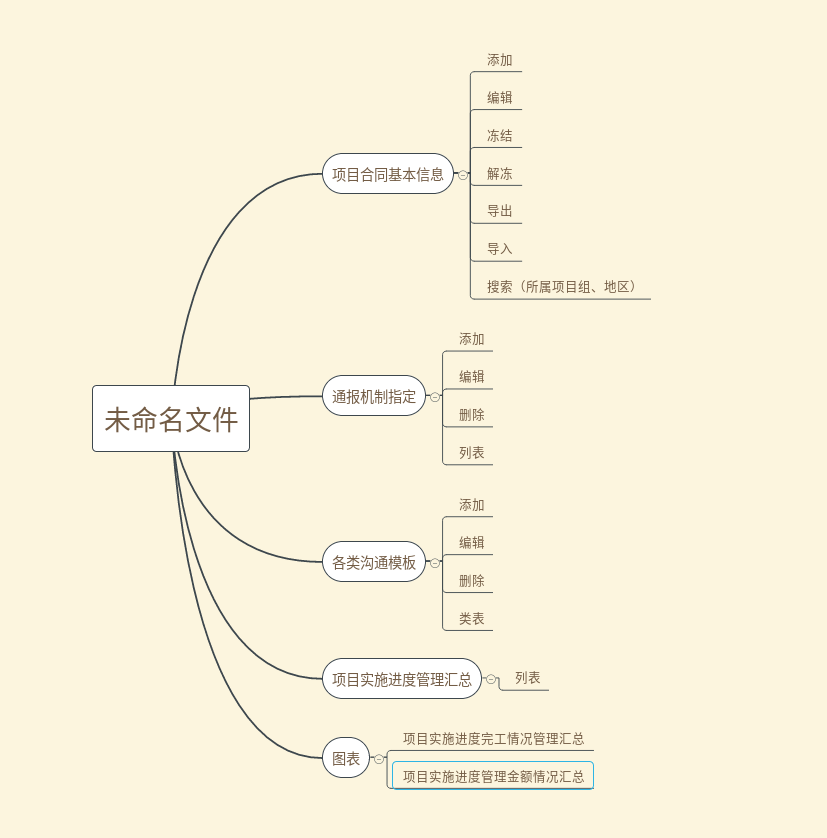 未命名文件
项目合同基本信息
添加
编辑
冻结
解冻
导出
导入
搜索（所属项目组、地区）
通报机制指定
添加
编辑
删除
列表
各类沟通模板
添加
编辑
删除
类表
项目实施进度管理汇总
列表
图表
项目实施进度完工情况管理汇总
项目实施进度管理金额情况汇总